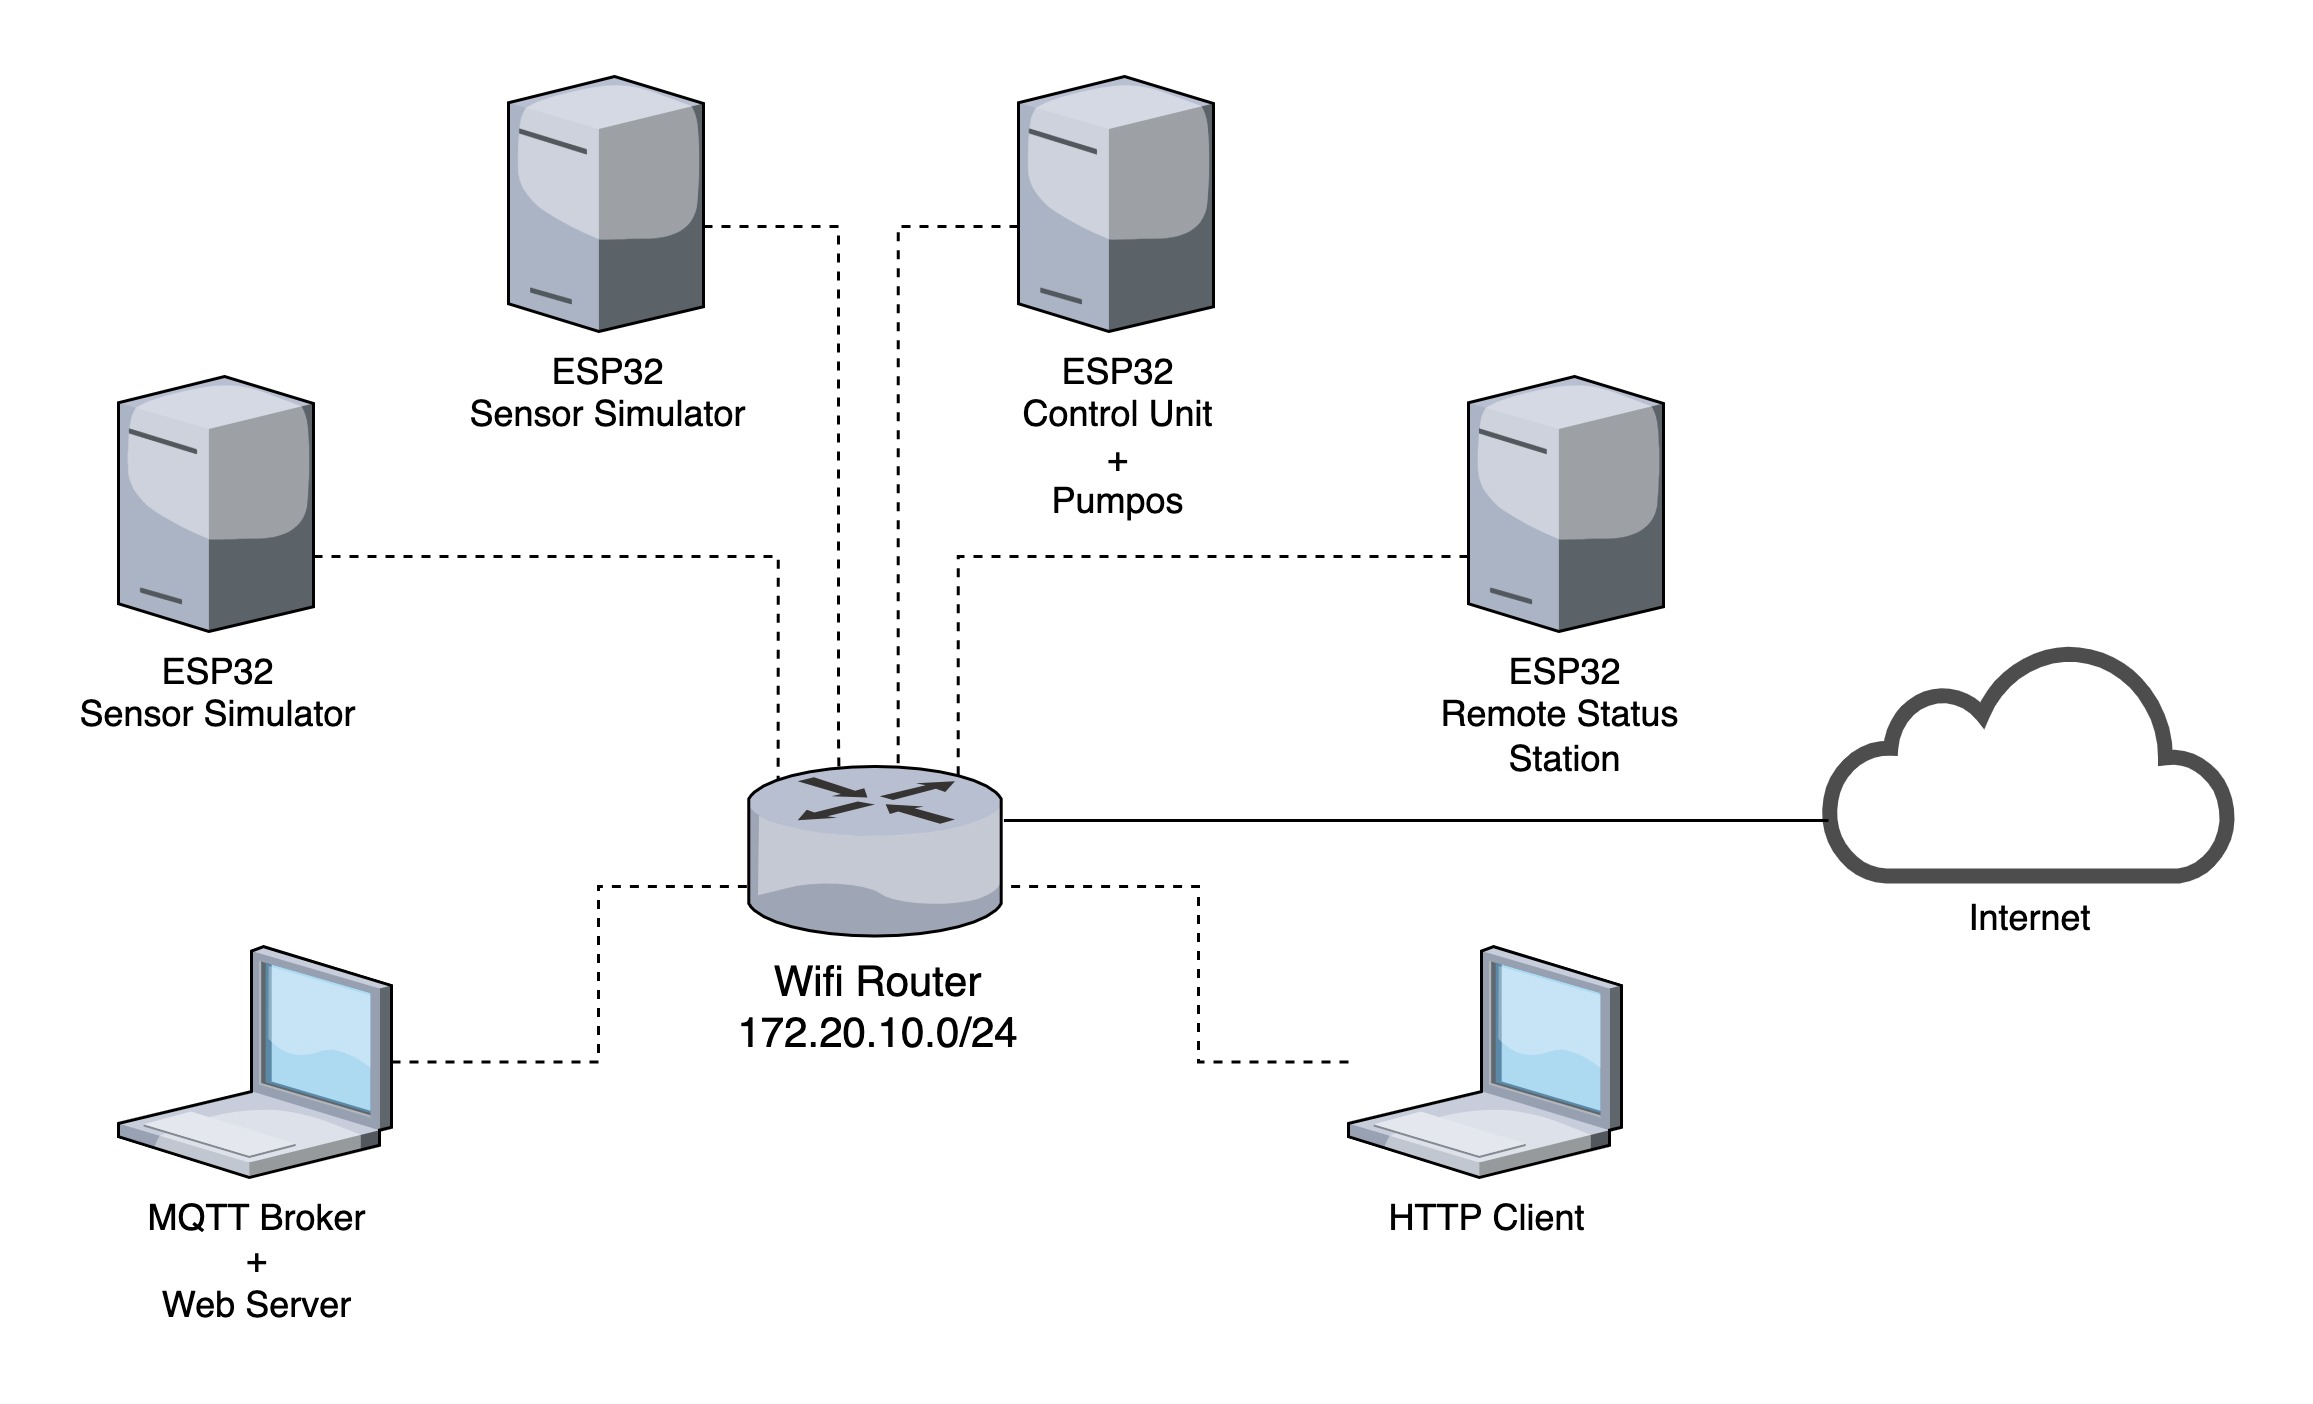 ESP32
Sensor Simulator
ESP32
Control Unit
+
Pumpos
ESP32
Sensor Simulator
ESP32
Remote Status
Station
Internet
Wifi Router
172.20.10.0/24
MQTT Broker
+
Web Server
HTTP Client